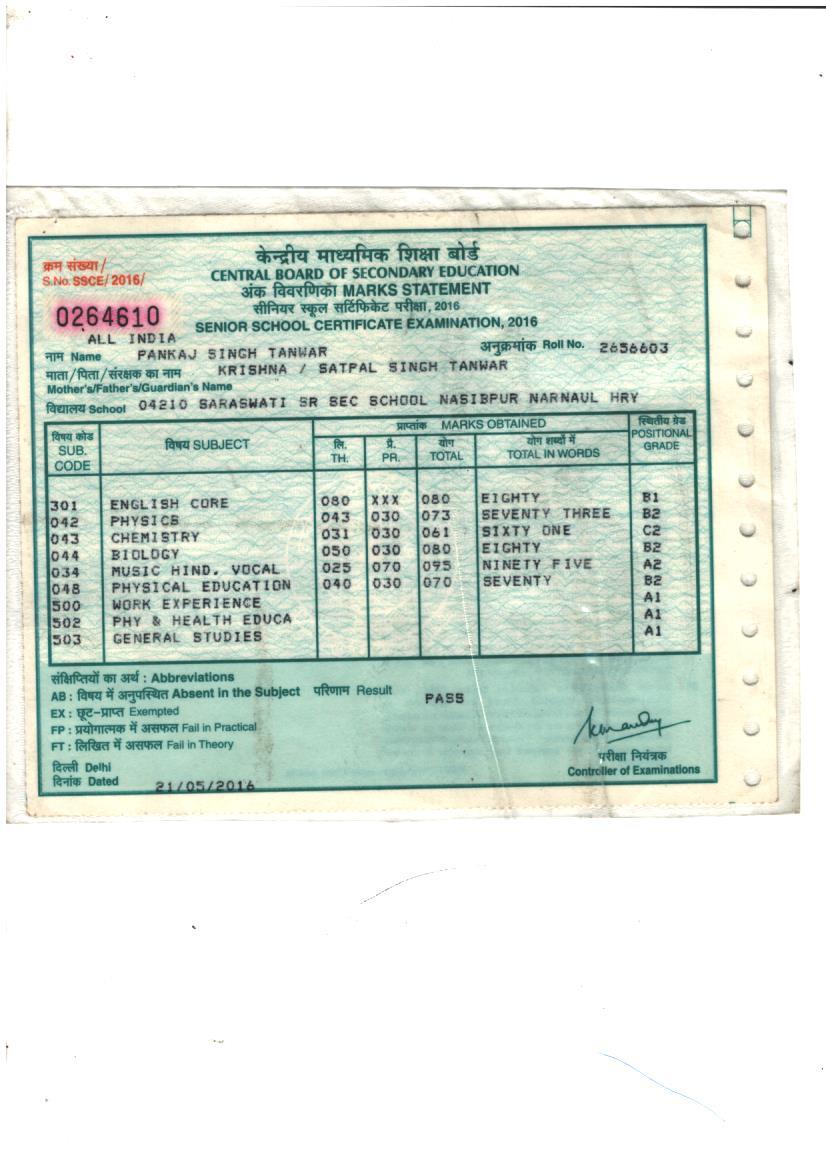 क्रम संख्या/
S.No. SSCE/ 2016/
0264610
केन्द्रीय माध्यमिक शिक्षा बोर्ड
CENTRAL BOARD OF SECONDARY EDUCATION
अंक विवरणिका MARKS STATEMENT
सीनियर स्कूल सर्टिफिकेट परीक्षा, 2016
SENIOR SCHOOL CERTIFICATE EXAMINATION, 2016
ALL INDIA
नाम Name PANKAJ SINGH TANWAR अनुक्रमांक Roll No. 2656603
माता/पिता/संरक्षक का नाम KRISHNA / SATPAL SINGH TANWAR
Mother's/Father's/Guardian's Name
विद्यालय School 04210 SARASWATI SR SEC SCHOOL NASIBPUR NARNAUL HRY
विषय कोड SUB. CODE विषय SUBJECT प्राप्तांक MARKS OBTAINED स्थितीय ग्रेड POSITIONAL GRADE
लि. TH. प्रै. PR. योग TOTAL योग शब्दों में TOTAL IN WORDS
301 ENGLISH CORE 080 XXX 080 EIGHTY B1
042 PHYSICS 043 030 073 SEVENTY THREE B2
043 CHEMISTRY 031 030 061 SIXTY ONE C2
044 BIOLOGY 050 030 080 EIGHTY B2
034 MUSIC HIND. VOCAL 025 070 095 NINETY FIVE A2
048 PHYSICAL EDUCATION 040 030 070 SEVENTY B2
500 WORK EXPERIENCE A1
502 PHY & HEALTH EDUCA A1
503 GENERAL STUDIES A1
संक्षिप्तियों का अर्थ : Abbreviations
AB : विषय में अनुपस्थित Absent in the Subject परिणाम Result PASS
EX : छूट-प्राप्त Exempted
FP : प्रयोगात्मक में असफल Fail in Practical
FT : लिखित में असफल Fail in Theory
दिल्ली Delhi
दिनांक Dated 21/05/2016
परीक्षा नियंत्रक
Controller of Examinations